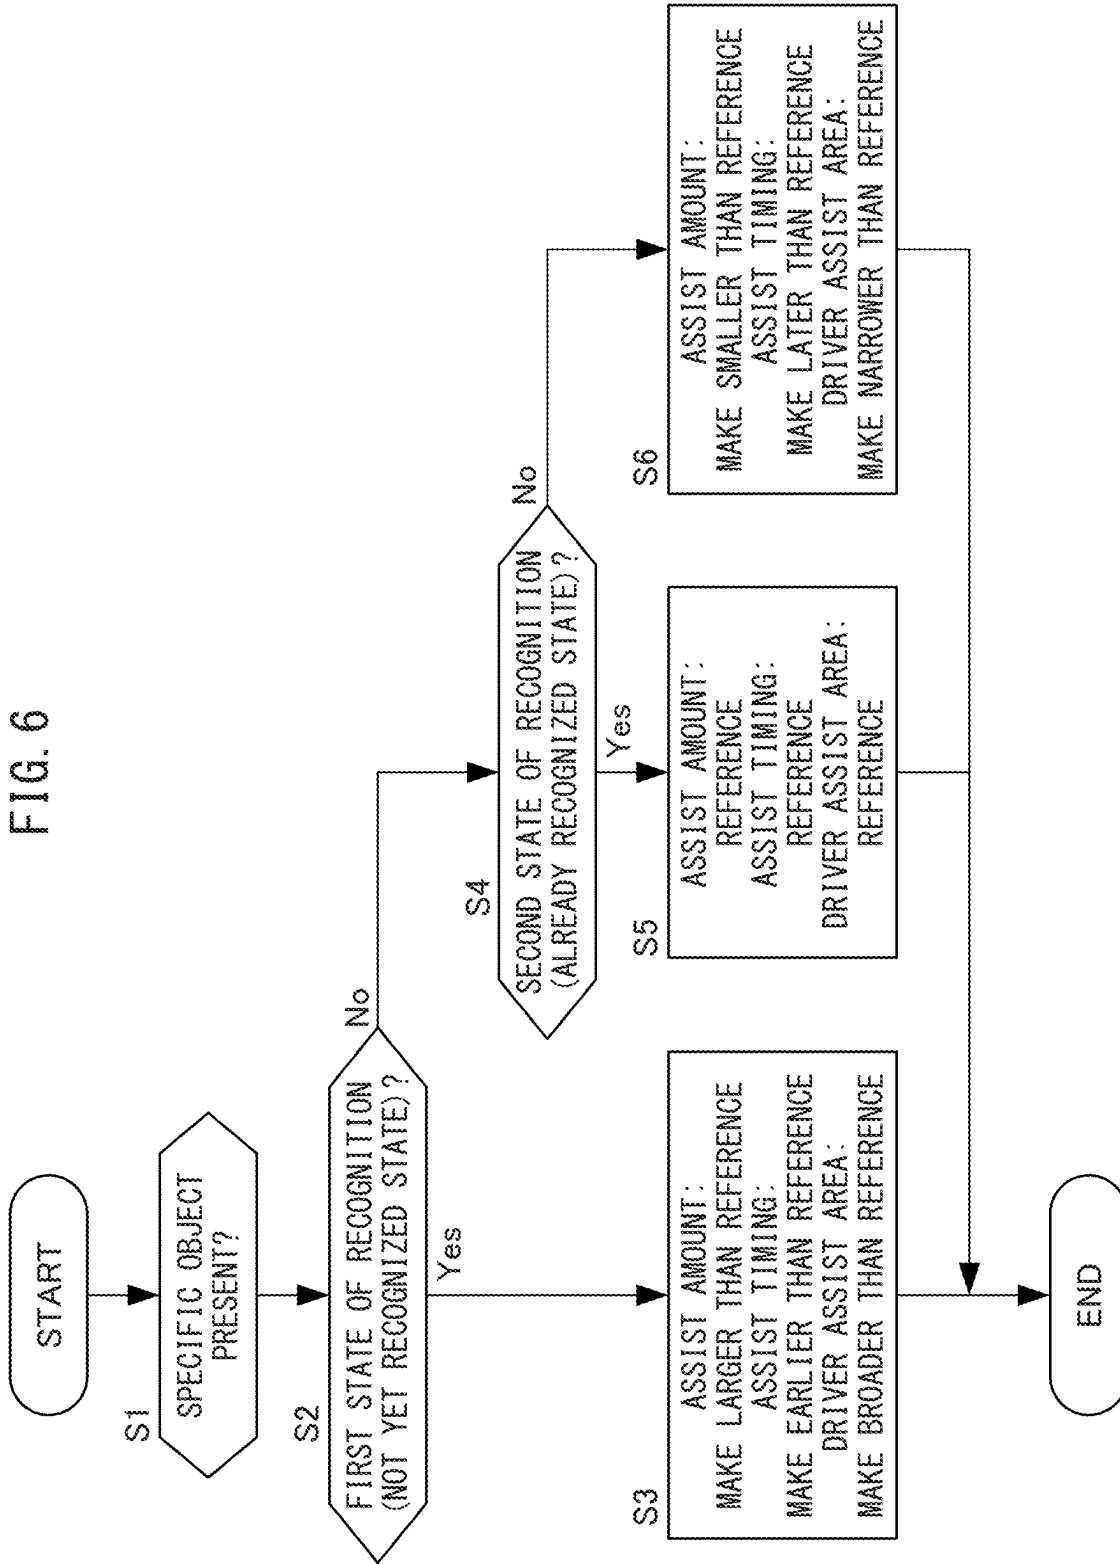 FIG. 6
START
S1
SPECIFIC OBJECT
PRESENT?
S2
FIRST STATE OF RECOGNITION
(NOT YET RECOGNIZED STATE)?
No
Yes
S4
SECOND STATE OF RECOGNITION
(ALREADY RECOGNIZED STATE)?
No
Yes
S3
ASSIST AMOUNT:
MAKE LARGER THAN REFERENCE
ASSIST TIMING:
MAKE EARLIER THAN REFERENCE
DRIVER ASSIST AREA:
MAKE BROADER THAN REFERENCE
S5
ASSIST AMOUNT:
REFERENCE
ASSIST TIMING:
REFERENCE
DRIVER ASSIST AREA:
REFERENCE
S6
ASSIST AMOUNT:
MAKE SMALLER THAN REFERENCE
ASSIST TIMING:
MAKE LATER THAN REFERENCE
DRIVER ASSIST AREA:
MAKE NARROWER THAN REFERENCE
END